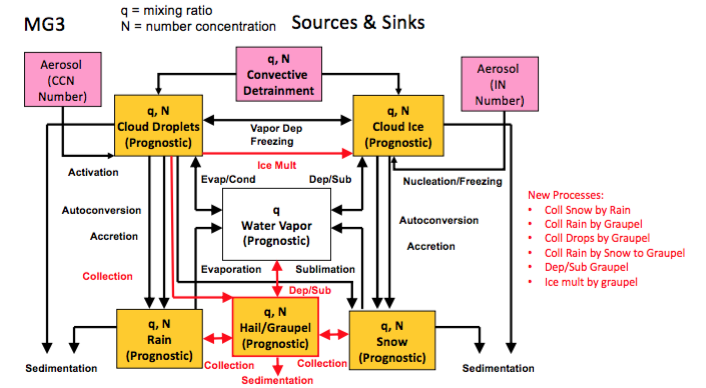 MG3
q = mixing ratio
N = number concentration
Sources & Sinks
Aerosol
(CCN
Number)
q, N
Convective
Detrainment
Aerosol
(IN
Number)
q, N
Cloud Droplets
(Prognostic)
q, N
Cloud Ice
(Prognostic)
Vapor Dep
Freezing
Ice Mult
Activation
Evap/Cond
Dep/Sub
Nucleation/Freezing
q
Water Vapor
(Prognostic)
Autoconversion
Accretion
Collection
Autoconversion
Accretion
Evaporation
Sublimation
Dep/Sub
q, N
Rain
(Prognostic)
q, N
Hail/Graupel
(Prognostic)
q, N
Snow
(Prognostic)
Collection
Collection
Sedimentation
Sedimentation
Sedimentation
New Processes:
• Coll Snow by Rain
• Coll Rain by Graupel
• Coll Drops by Graupel
• Coll Rain by Snow to Graupel
• Dep/Sub Graupel
• Ice mult by graupel